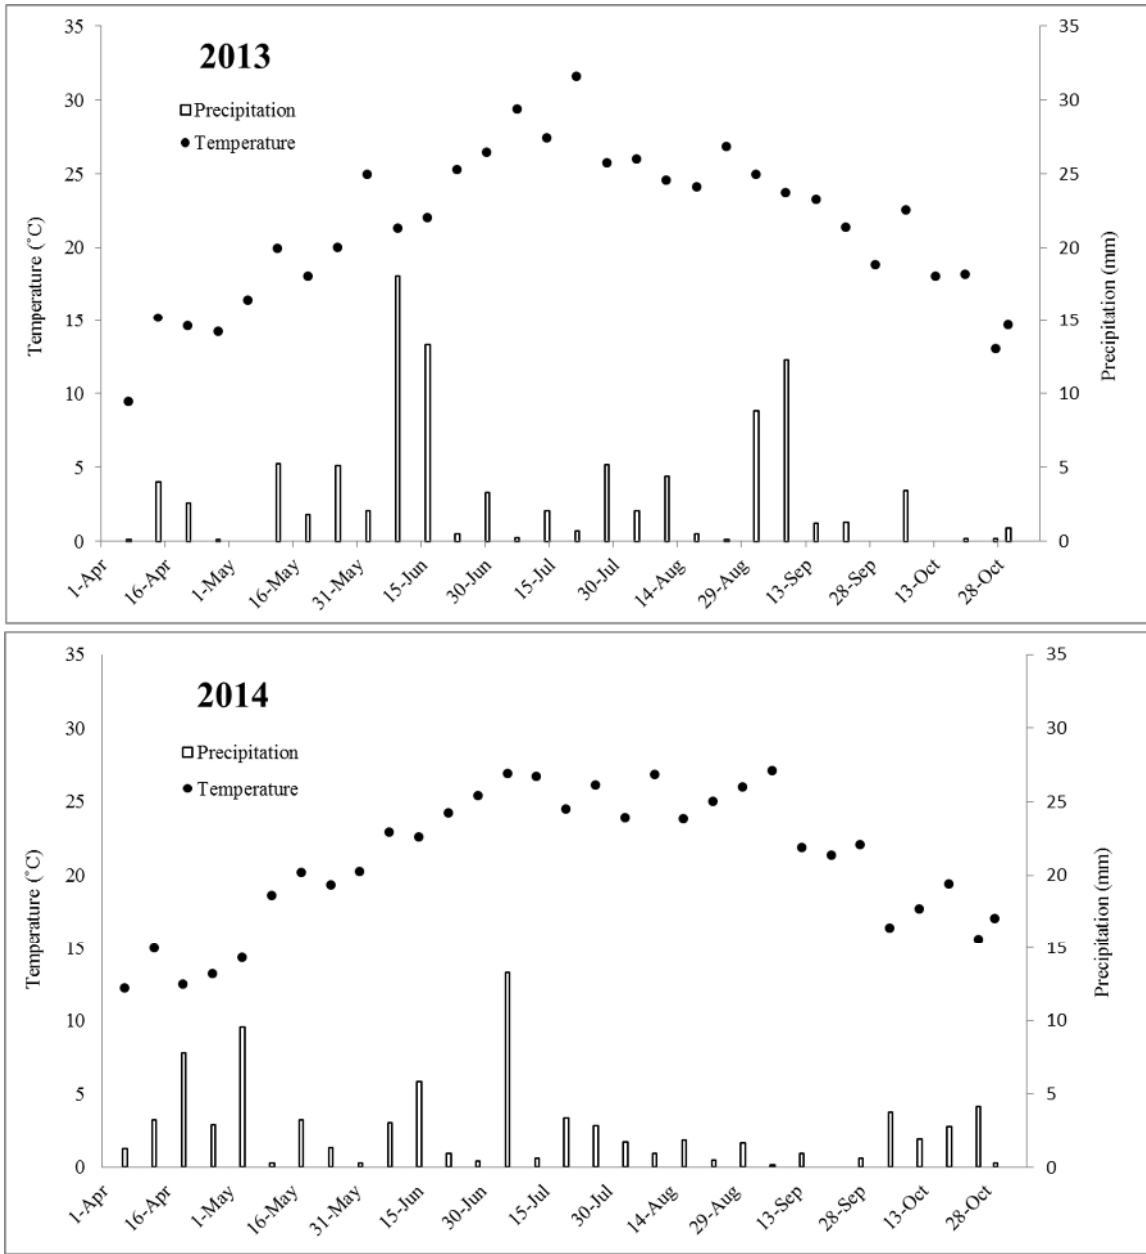 35
30
25
20
15
10
5
0
Temperature (˚C)
2013
Precipitation
Temperature
35
30
25
20
15
10
5
0
Precipitation (mm)
1-Apr
16-Apr
1-May
16-May
31-May
15-Jun
30-Jun
15-Jul
30-Jul
14-Aug
29-Aug
13-Sep
28-Sep
13-Oct
28-Oct
35
30
25
20
15
10
5
0
Temperature (˚C)
2014
Precipitation
Temperature
35
30
25
20
15
10
5
0
Precipitation (mm)
1-Apr
16-Apr
1-May
16-May
31-May
15-Jun
30-Jun
15-Jul
30-Jul
14-Aug
29-Aug
13-Sep
28-Sep
13-Oct
28-Oct